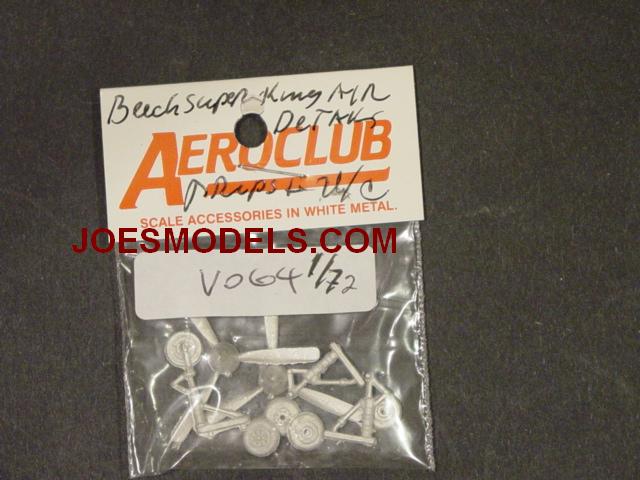 Beech Super King AIR
DeTAILS
AEROCLUB
PROPS & U/C
SCALE ACCESSORIES IN WHITE METAL.
JOESMODELS.COM
V064 1/72